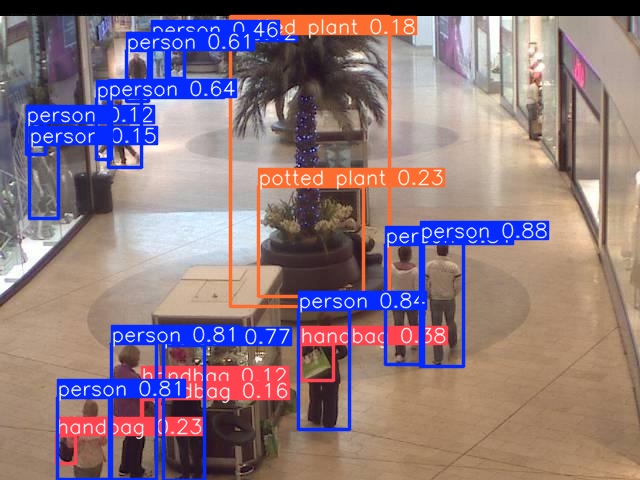 person 0.46
potted plant 0.18
person 0.61
person 0.64
person 0.12
person 0.15
potted plant 0.23
person 0.88
person 0.84
handbag 0.38
person 0.81
0.77
handbag 0.12
handbag 0.16
person 0.81
handbag 0.23